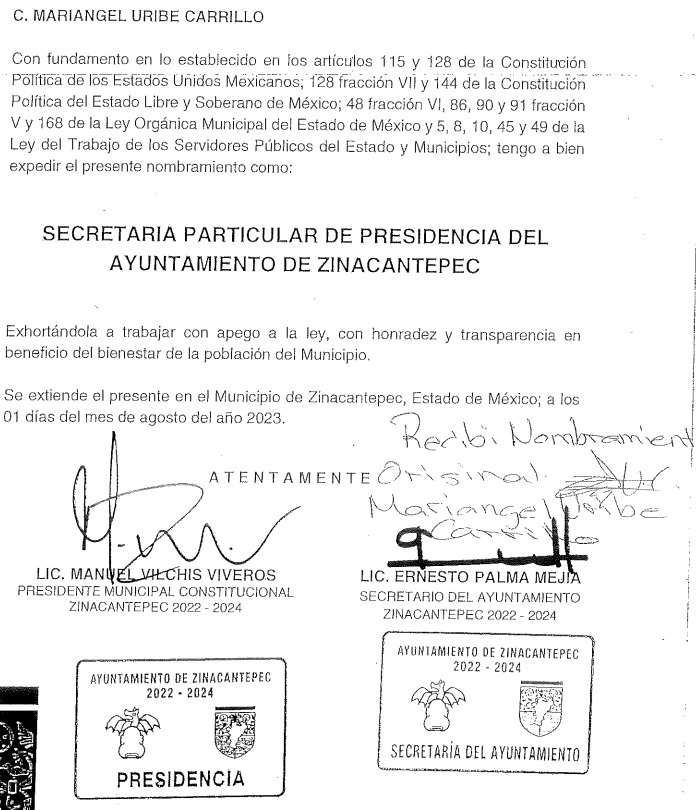 C. MARIANGEL URIBE CARRILLO
Con fundamento en lo establecido en los artículos 115 y 128 de la Constitución
Política de los Estados Unidos Mexicanos; 128 fracción VII y 144 de la Constitución
Política del Estado Libre y Soberano de México; 48 fracción VI, 86, 90 y 91 fracción
V y 168 de la Ley Orgánica Municipal del Estado de México y 5, 8, 10, 45 y 49 de la
Ley del Trabajo de los Servidores Públicos del Estado y Municipios; tengo a bien
expedir el presente nombramiento como:
SECRETARIA PARTICULAR DE PRESIDENCIA DEL
AYUNTAMIENTO DE ZINACANTEPEC
Exhortándola a trabajar con apego a la ley, con honradez y transparencia en
beneficio del bienestar de la población del Municipio.
Se extiende el presente en el Municipio de Zinacantepec, Estado de México; a los
01 días del mes de agosto del año 2023.
Recibi Nombramient
Original.
Mariangel Uribe
Carrillo
ATENTAMENTE
LIC. MANUEL VILCHIS VIVEROS
PRESIDENTE MUNICIPAL CONSTITUCIONAL
ZINACANTEPEC 2022 - 2024
LIC. ERNESTO PALMA MEJÍA
SECRETARIO DEL AYUNTAMIENTO
ZINACANTEPEC 2022 - 2024
AYUNTAMIENTO DE ZINACANTEPEC
2022 - 2024
PRESIDENCIA
AYUNTAMIENTO DE ZINACANTEPEC
2022 - 2024
SECRETARÍA DEL AYUNTAMIENTO